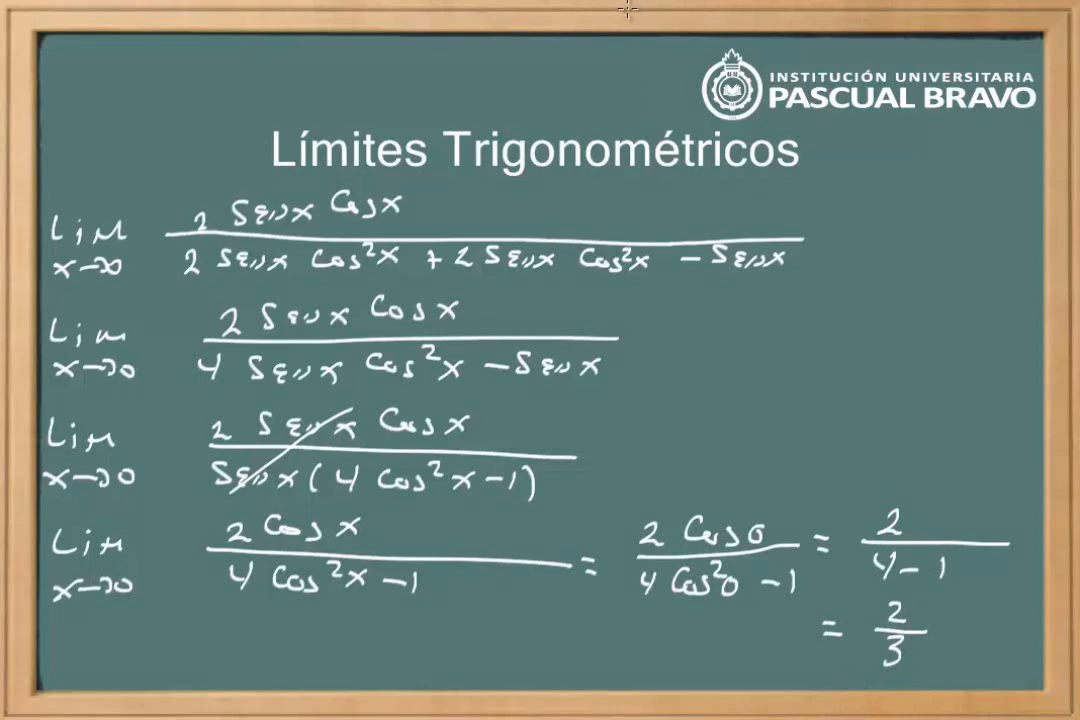 INSTITUCIÓN UNIVERSITARIA
PASCUAL BRAVO
Límites Trigonométricos
Lim x→0 2 Senx Cosx / 2 Senx Cos²x + 2 Senx Cos²x - Senx
Lim x→0 2 Senx Cosx / 4 Senx Cos²x - Senx
Lim x→0 2 Senx Cosx / Senx (4 Cos²x - 1)
Lim x→0 2 Cosx / 4 Cos²x - 1 = 2 Cos0 / 4 Cos²0 - 1 = 2 / 4 - 1
= 2 / 3